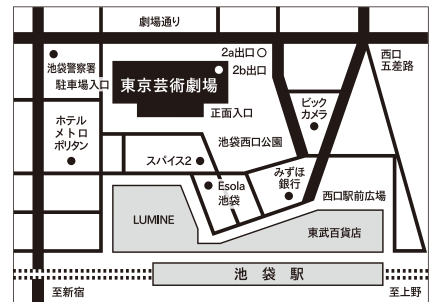 劇場通り
2a出口
2b出口
西口
五差路
池袋警察署
駐車場入口
東京芸術劇場
正面入口
ビック
カメラ
ホテル
メトロ
ポリタン
池袋西口公園
スパイス2
Esola
池袋
みずほ
銀行
西口駅前広場
LUMINE
東武百貨店
池袋駅
至新宿
至上野